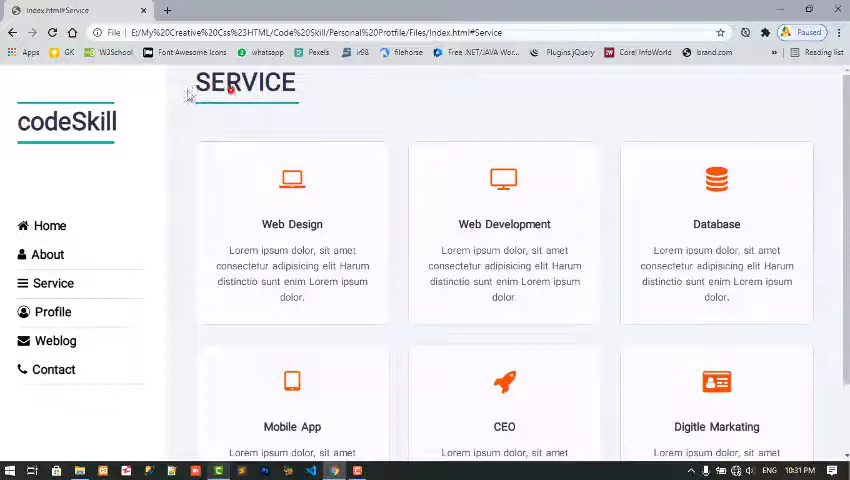 Index.html#Service
File | E:/My%20Creative%20Css%23HTML/Code%20Skill/Personal%20Protfile/Files/Index.html#Service
Paused
Apps GK W3School Font Awesome Icons whatsapp Pexels ir98 filehorse Free .NET/JAVA Wor... Plugins jQuery Corel InfoWorld brand.com » Reading list
codeSkill
Home
About
Service
Profile
Weblog
Contact
SERVICE
Web Design
Lorem ipsum dolor, sit amet
consectetur adipisicing elit Harum
distinctio sunt enim Lorem ipsum
dolor.
Web Development
Lorem ipsum dolor, sit amet
consectetur adipisicing elit Harum
distinctio sunt enim Lorem ipsum
dolor.
Database
Lorem ipsum dolor, sit amet
consectetur adipisicing elit Harum
distinctio sunt enim Lorem ipsum
dolor.
Mobile App
Lorem ipsum dolor, sit amet
CEO
Lorem ipsum dolor, sit amet
Digitle Markating
Lorem ipsum dolor, sit amet
ENG 10:31 PM